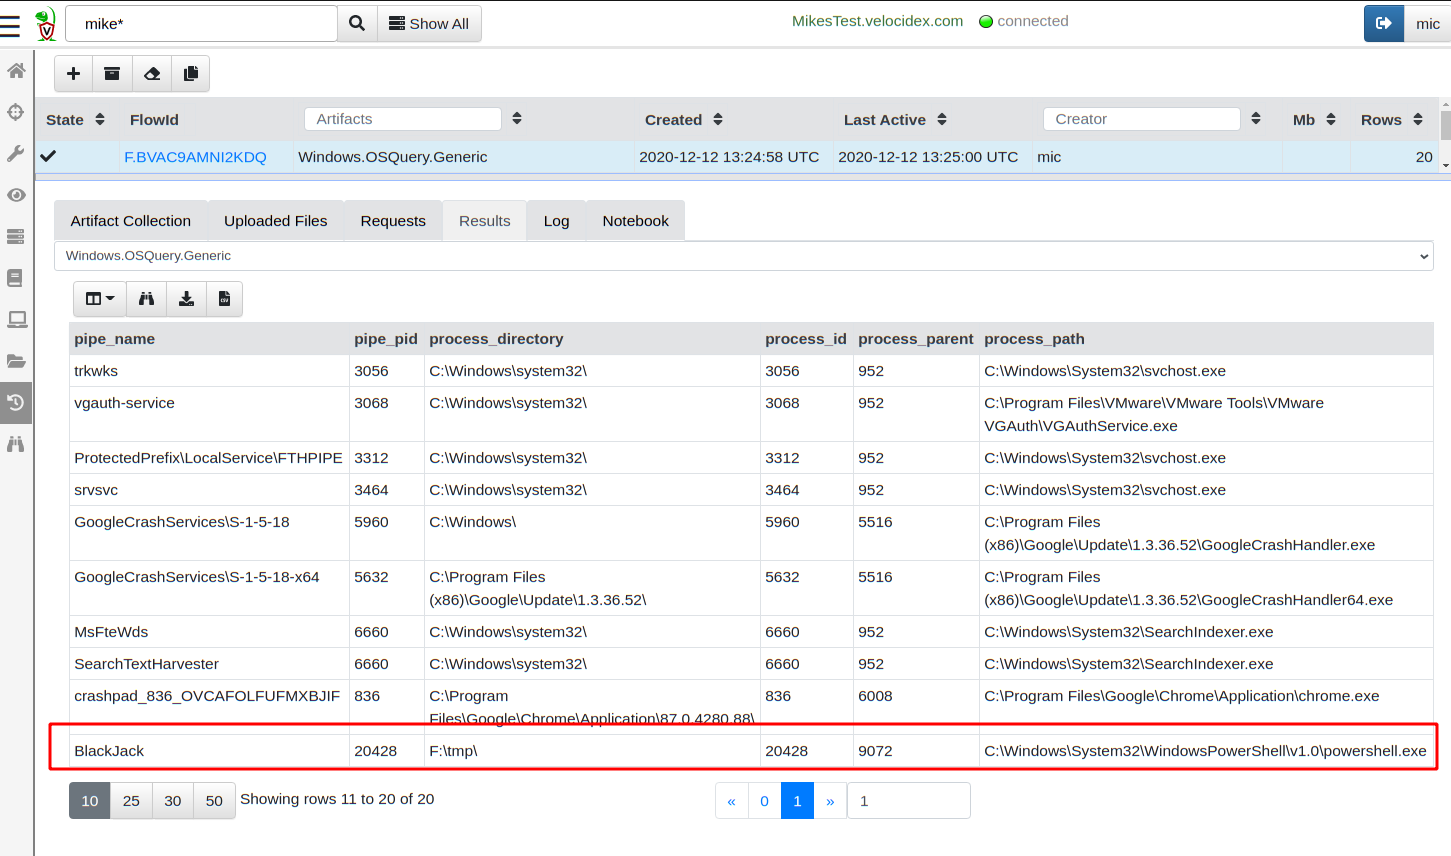 mike*
Show All
MikesTest.velocidex.com
connected
mic
State
FlowId
Artifacts
Created
Last Active
Creator
Mb
Rows
F.BVAC9AMNI2KDQ
Windows.OSQuery.Generic
2020-12-12 13:24:58 UTC
2020-12-12 13:25:00 UTC
mic
20
Artifact Collection
Uploaded Files
Requests
Results
Log
Notebook
Windows.OSQuery.Generic
CSV
pipe_name pipe_pid process_directory process_id process_parent process_path
trkwks 3056 C:\Windows\system32\ 3056 952 C:\Windows\System32\svchost.exe
vgauth-service 3068 C:\Windows\system32\ 3068 952 C:\Program Files\VMware\VMware Tools\VMware
VGAuth\VGAuthService.exe
ProtectedPrefix\LocalService\FTHPIPE 3312 C:\Windows\system32\ 3312 952 C:\Windows\System32\svchost.exe
srvsvc 3464 C:\Windows\system32\ 3464 952 C:\Windows\System32\svchost.exe
GoogleCrashServices\S-1-5-18 5960 C:\Windows\ 5960 5516 C:\Program Files
(x86)\Google\Update\1.3.36.52\GoogleCrashHandler.exe
GoogleCrashServices\S-1-5-18-x64 5632 C:\Program Files 5632 5516 C:\Program Files
(x86)\Google\Update\1.3.36.52\ (x86)\Google\Update\1.3.36.52\GoogleCrashHandler64.exe
MsFteWds 6660 C:\Windows\system32\ 6660 952 C:\Windows\System32\SearchIndexer.exe
SearchTextHarvester 6660 C:\Windows\system32\ 6660 952 C:\Windows\System32\SearchIndexer.exe
crashpad_836_OVCAFOLFUFMXBJIF 836 C:\Program 836 6008 C:\Program Files\Google\Chrome\Application\chrome.exe
Files\Google\Chrome\Application\87.0.4280.88\
BlackJack 20428 F:\tmp\ 20428 9072 C:\Windows\System32\WindowsPowerShell\v1.0\powershell.exe
10 25 30 50 Showing rows 11 to 20 of 20
« 0 1 » 1